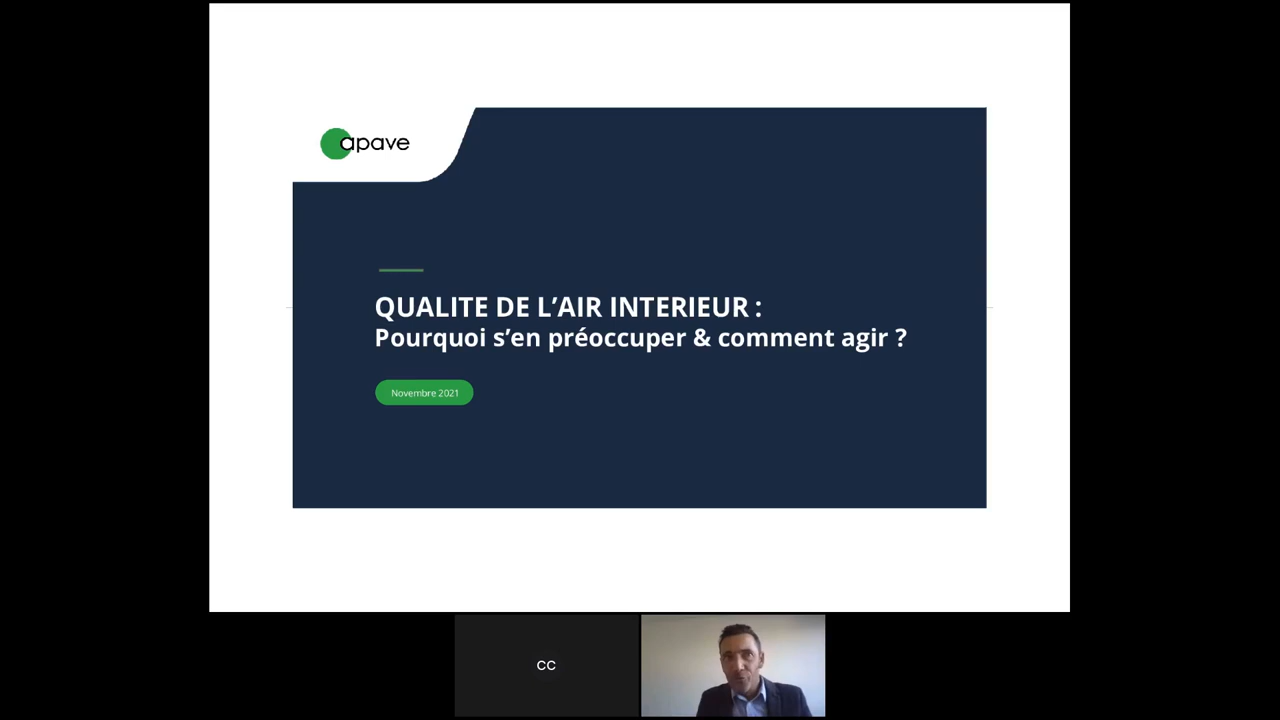 apave
QUALITE DE L’AIR INTERIEUR :
Pourquoi s’en préoccuper & comment agir ?
Novembre 2021
CC